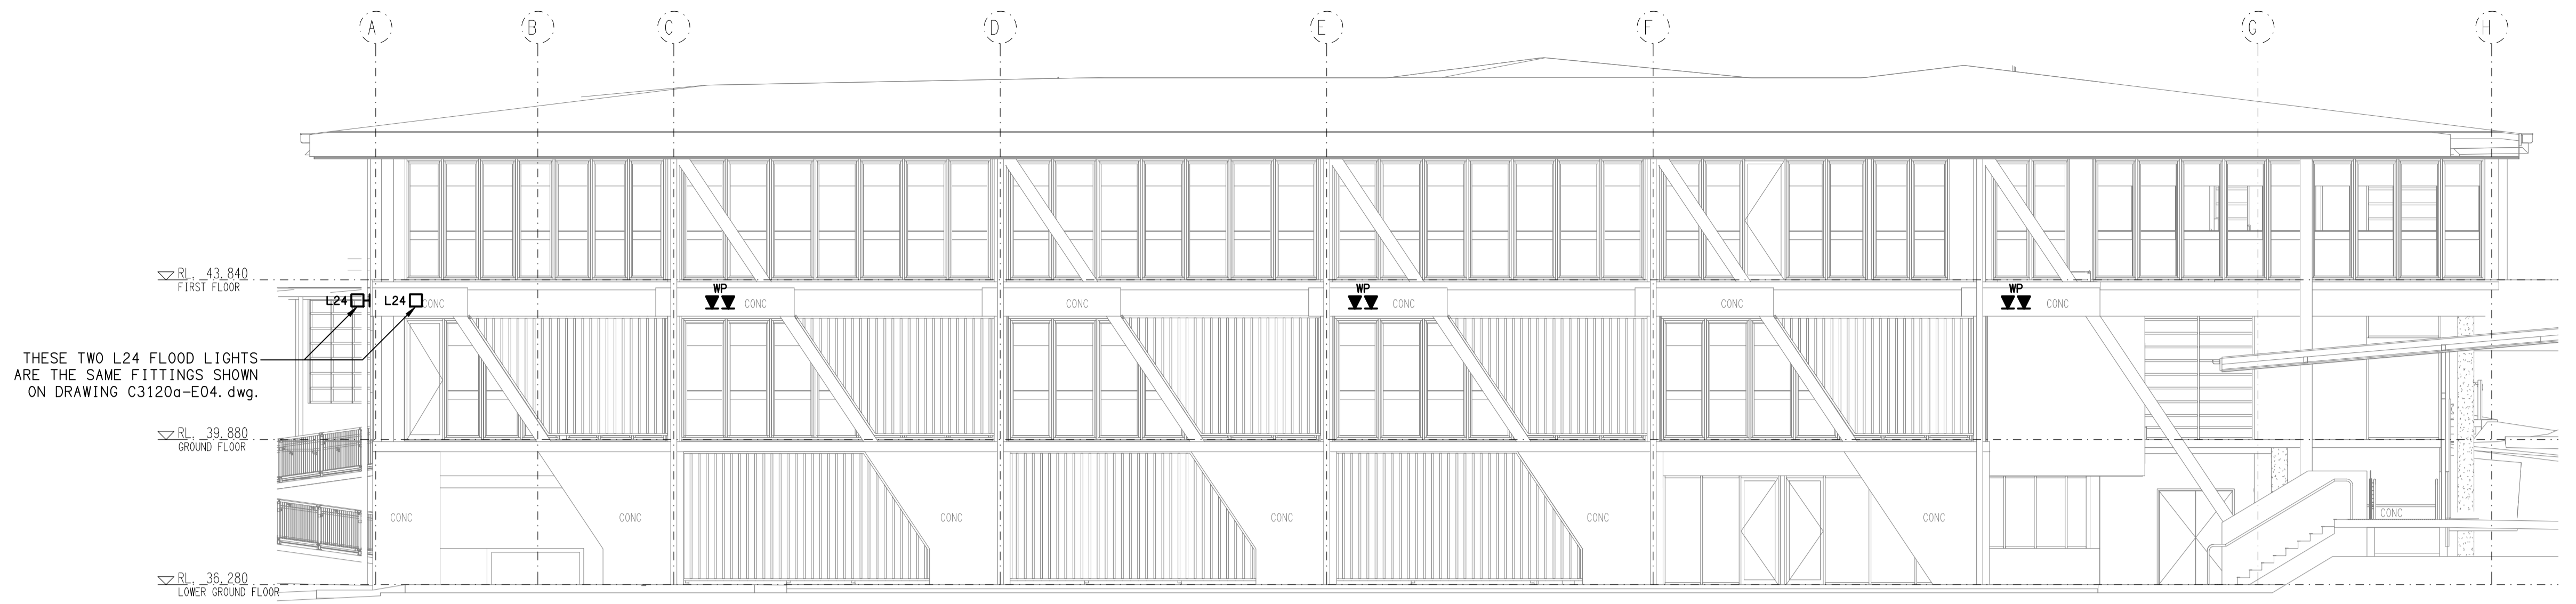 A B C D E F G H
RL. 43.840
FIRST FLOOR
L24 L24 CONC
WP
CONC
CONC
WP
CONC
CONC
WP
CONC
THESE TWO L24 FLOOD LIGHTS
ARE THE SAME FITTINGS SHOWN
ON DRAWING C3120a-E04.dwg.
RL. 39.880
GROUND FLOOR
CONC CONC CONC CONC CONC CONC CONC
RL. 36.280
LOWER GROUND FLOOR